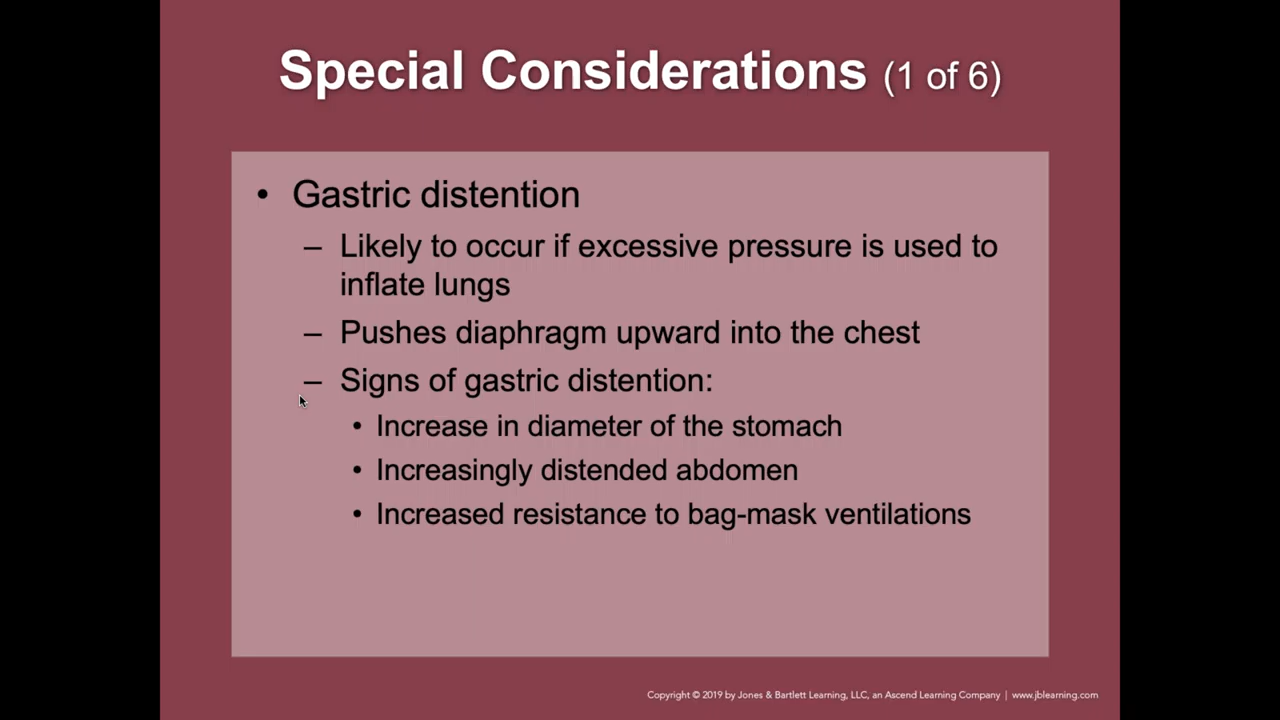 Special Considerations (1 of 6)
• Gastric distention
– Likely to occur if excessive pressure is used to
inflate lungs
– Pushes diaphragm upward into the chest
– Signs of gastric distention:
• Increase in diameter of the stomach
• Increasingly distended abdomen
• Increased resistance to bag-mask ventilations
Copyright © 2019 by Jones & Bartlett Learning, LLC, an Ascend Learning Company | www.jblearning.com